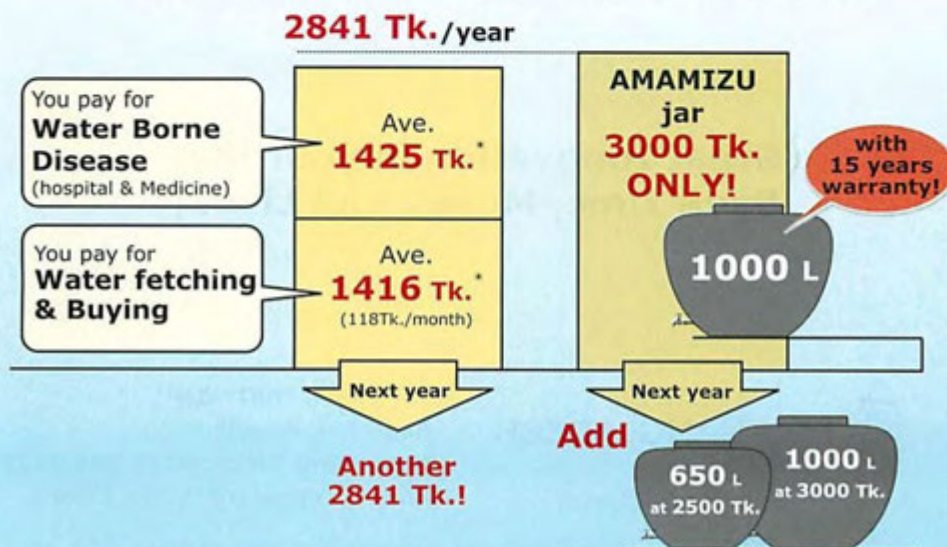 2841 Tk./year
You pay for
Water Borne
Disease
(hospital & Medicine)
Ave.
1425 Tk.*
You pay for
Water fetching
& Buying
Ave.
1416 Tk.*
(118Tk./month)
Next year
Another
2841 Tk.!
AMAMIZU
jar
3000 Tk.
ONLY!
with
15 years
warranty!
1000 L
Next year
Add
650 L
at 2500 Tk.
1000 L
at 3000 Tk.